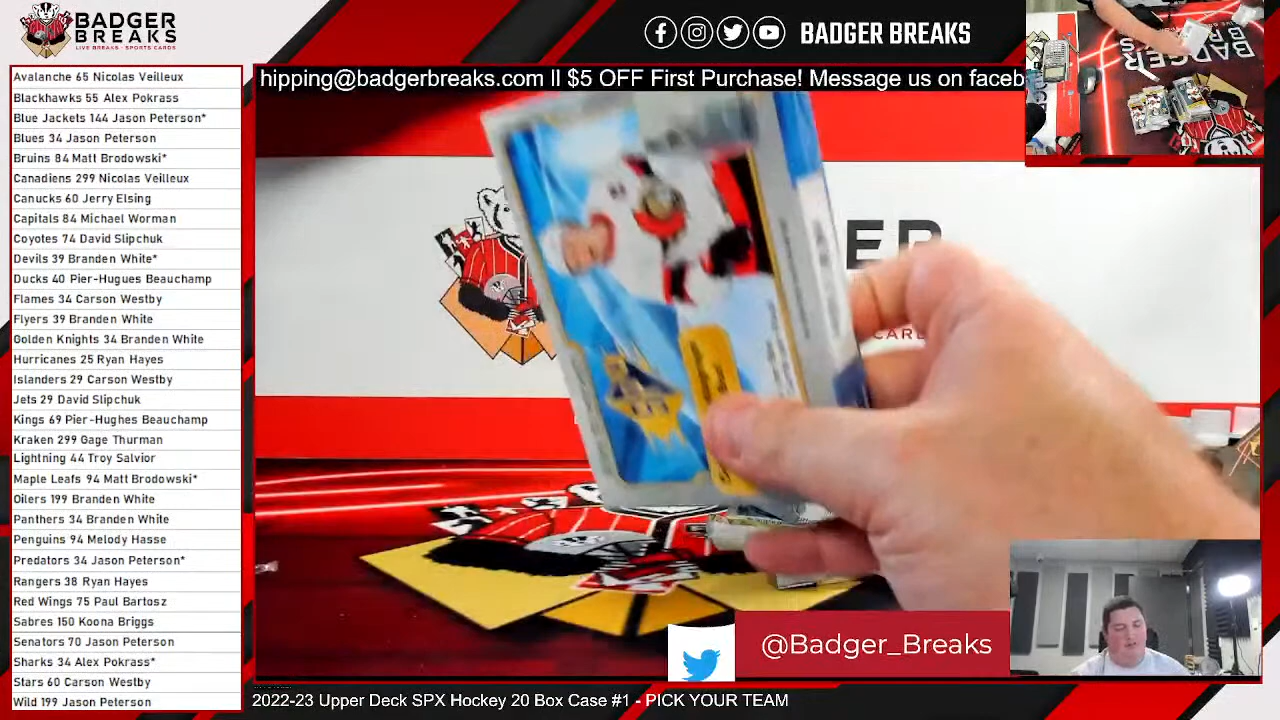 BADGER
BREAKS
LIVE BREAKS - SPORTS CARDS
BADGER BREAKS
hipping@badgerbreaks.com ll $5 OFF First Purchase! Message us on faceb
Avalanche 65 Nicolas Veilleux
Blackhawks 55 Alex Pokrass
Blue Jackets 144 Jason Peterson*
Blues 34 Jason Peterson
Bruins 84 Matt Brodowski*
Canadiens 299 Nicolas Veilleux
Canucks 60 Jerry Elsing
Capitals 84 Michael Worman
Coyotes 74 David Slipchuk
Devils 39 Branden White*
Ducks 40 Pier-Hugues Beauchamp
Flames 34 Carson Westby
Flyers 39 Branden White
Golden Knights 34 Branden White
Hurricanes 25 Ryan Hayes
Islanders 29 Carson Westby
Jets 29 David Slipchuk
Kings 69 Pier-Hughes Beauchamp
Kraken 299 Gage Thurman
Lightning 44 Troy Salvior
Maple Leafs 94 Matt Brodowski*
Oilers 199 Branden White
Panthers 34 Branden White
Penguins 94 Melody Hasse
Predators 34 Jason Peterson*
Rangers 38 Ryan Hayes
Red Wings 75 Paul Bartosz
Sabres 150 Koona Briggs
Senators 70 Jason Peterson
Sharks 34 Alex Pokrass*
Stars 60 Carson Westby
Wild 199 Jason Peterson
ER
CARD
BADGER
@Badger_Breaks
2022-23 Upper Deck SPX Hockey 20 Box Case #1 - PICK YOUR TEAM